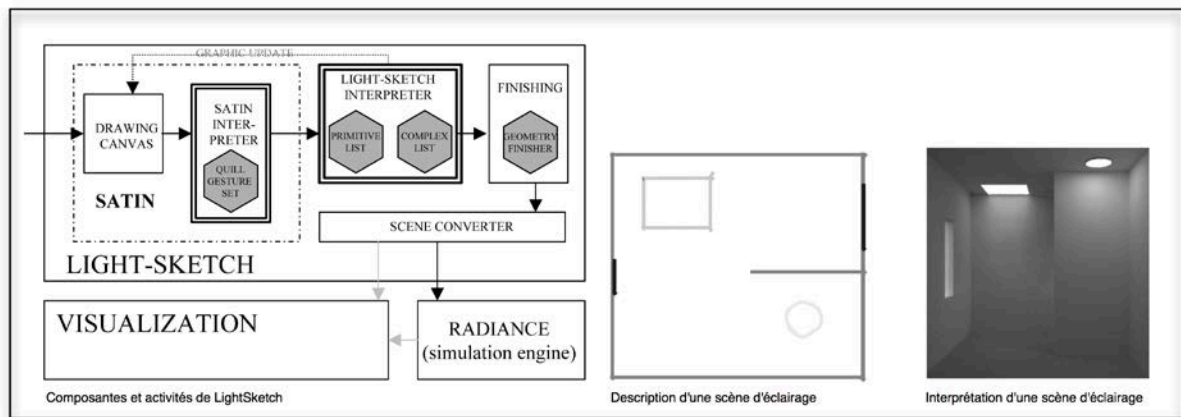 GRAPHIC UPDATE
DRAWING
CANVAS
SATIN
SATIN
INTER-
PRETER
QUILL
GESTURE
SET
LIGHT-SKETCH
INTERPRETER
PRIMITIVE
LIST
COMPLEX
LIST
FINISHING
GEOMETRY
FINISHER
SCENE CONVERTER
LIGHT-SKETCH
VISUALIZATION
RADIANCE
(simulation engine)
Composantes et activités de LightSketch
Description d'une scène d'éclairage
Interprétation d'une scène d'éclairage